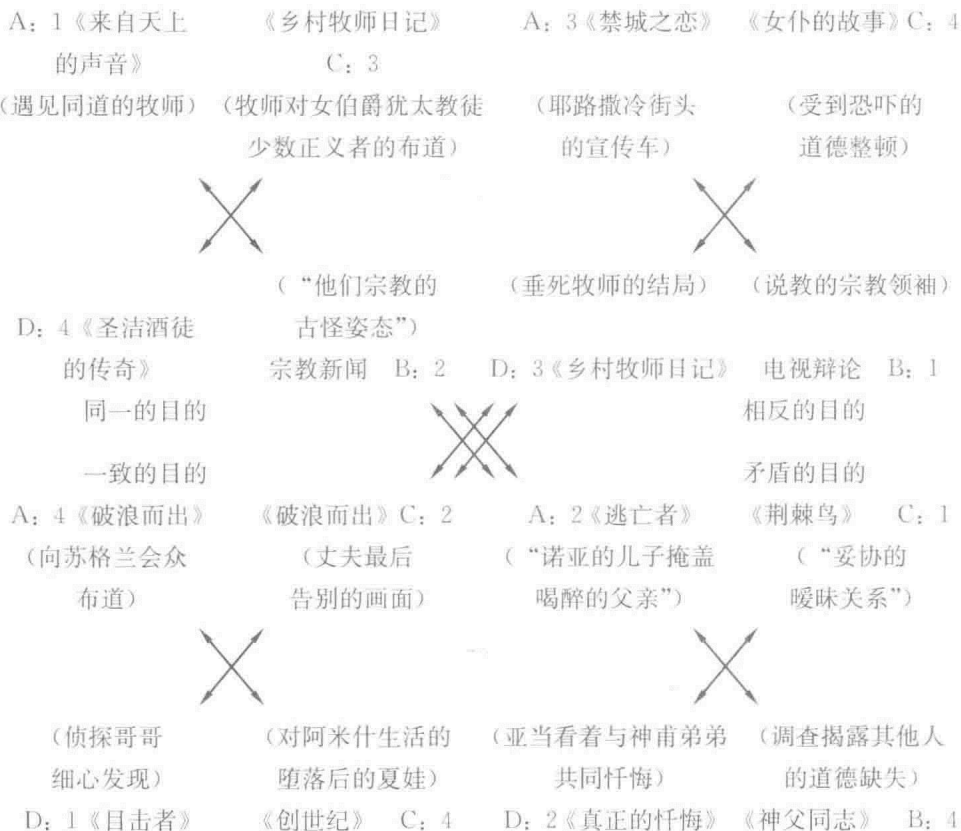 A：1《来自天上 《乡村牧师日记》 A：3《禁城之恋》 《女仆的故事》C：4
的声音》 C：3
（遇见同道的牧师） （牧师对女伯爵犹太教徒 （耶路撒冷街头 （受到恐吓的
少数正义者的布道） 的宣传车） 道德整顿）
（“他们宗教的 （垂死牧师的结局） （说教的宗教领袖）
D：4《圣洁酒徒 古怪姿态”）
的传奇》 宗教新闻 B：2 D：3《乡村牧师日记》 电视辩论 B：1
同一的目的 相反的目的
一致的目的 矛盾的目的
A：4《破浪而出》 《破浪而出》C：2 A：2《逃亡者》 《荆棘鸟》 C：1
（向苏格兰会众 （丈夫最后 （“诺亚的儿子掩盖 （“妥协的
布道） 告别的画面） 喝醉的父亲”） 暧昧关系”）
（侦探哥哥 （对阿米什生活的 （亚当看着与神甫弟弟 （调查揭露其他人
细心发现） 堕落后的夏娃） 共同忏悔） 的道德缺失）
D：1《目击者》 《创世纪》 C：4 D：2《真正的忏悔》 《神父同志》 B：4